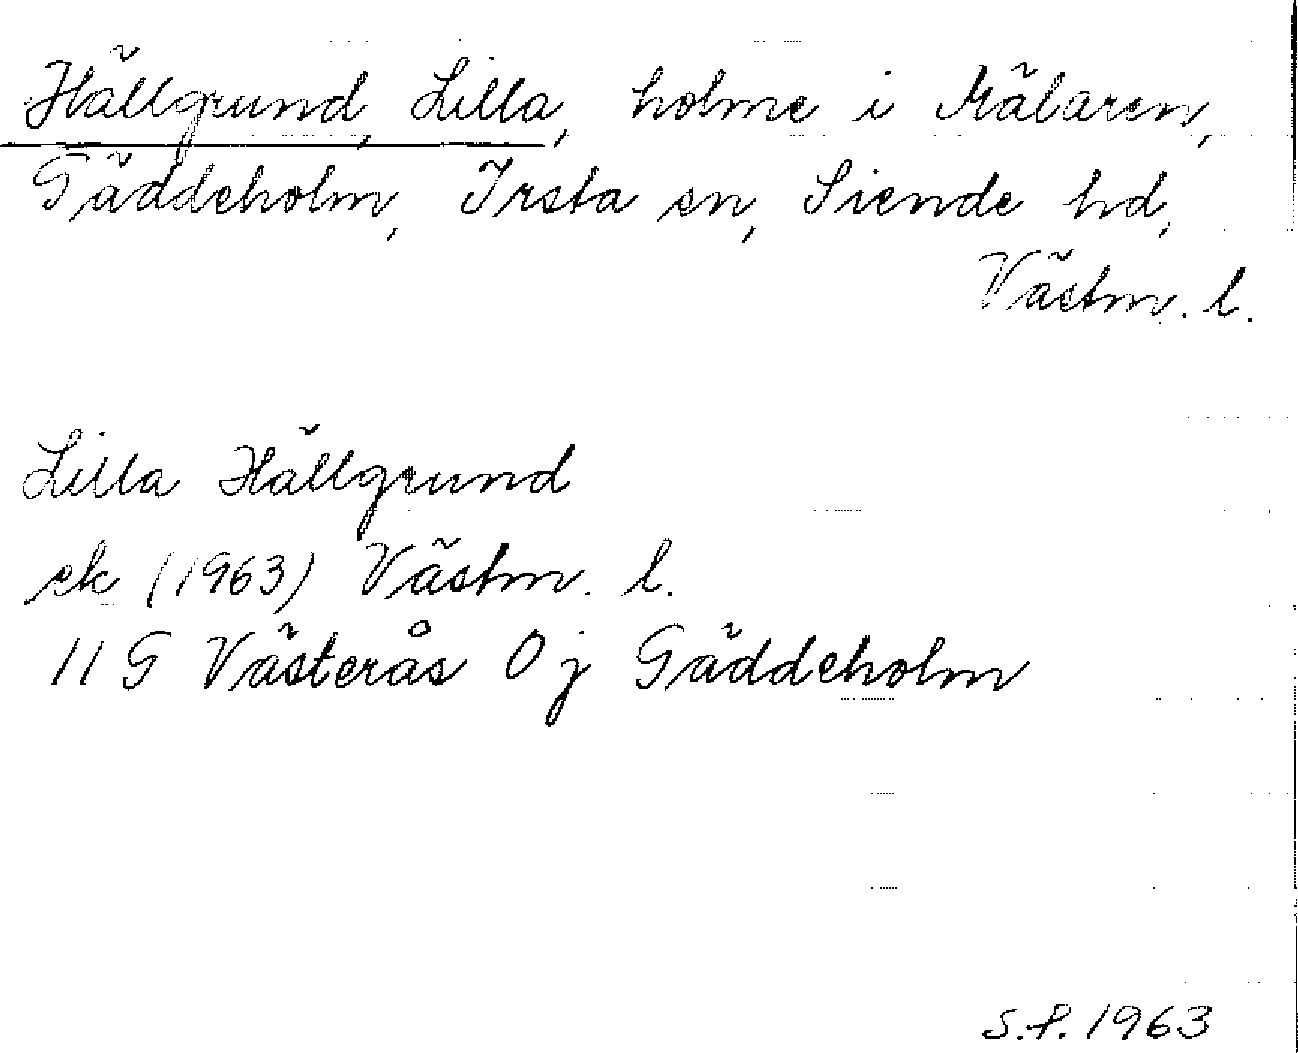 Hällgrund, Lilla, holme i Mälaren,
Gäddeholm, Irsta sn, Siende hd,
Västm. l.
Lilla Hällgrund
ek (1963) Västm. l.
11 G Västerås 0 j Gäddeholm
S.P. 1963